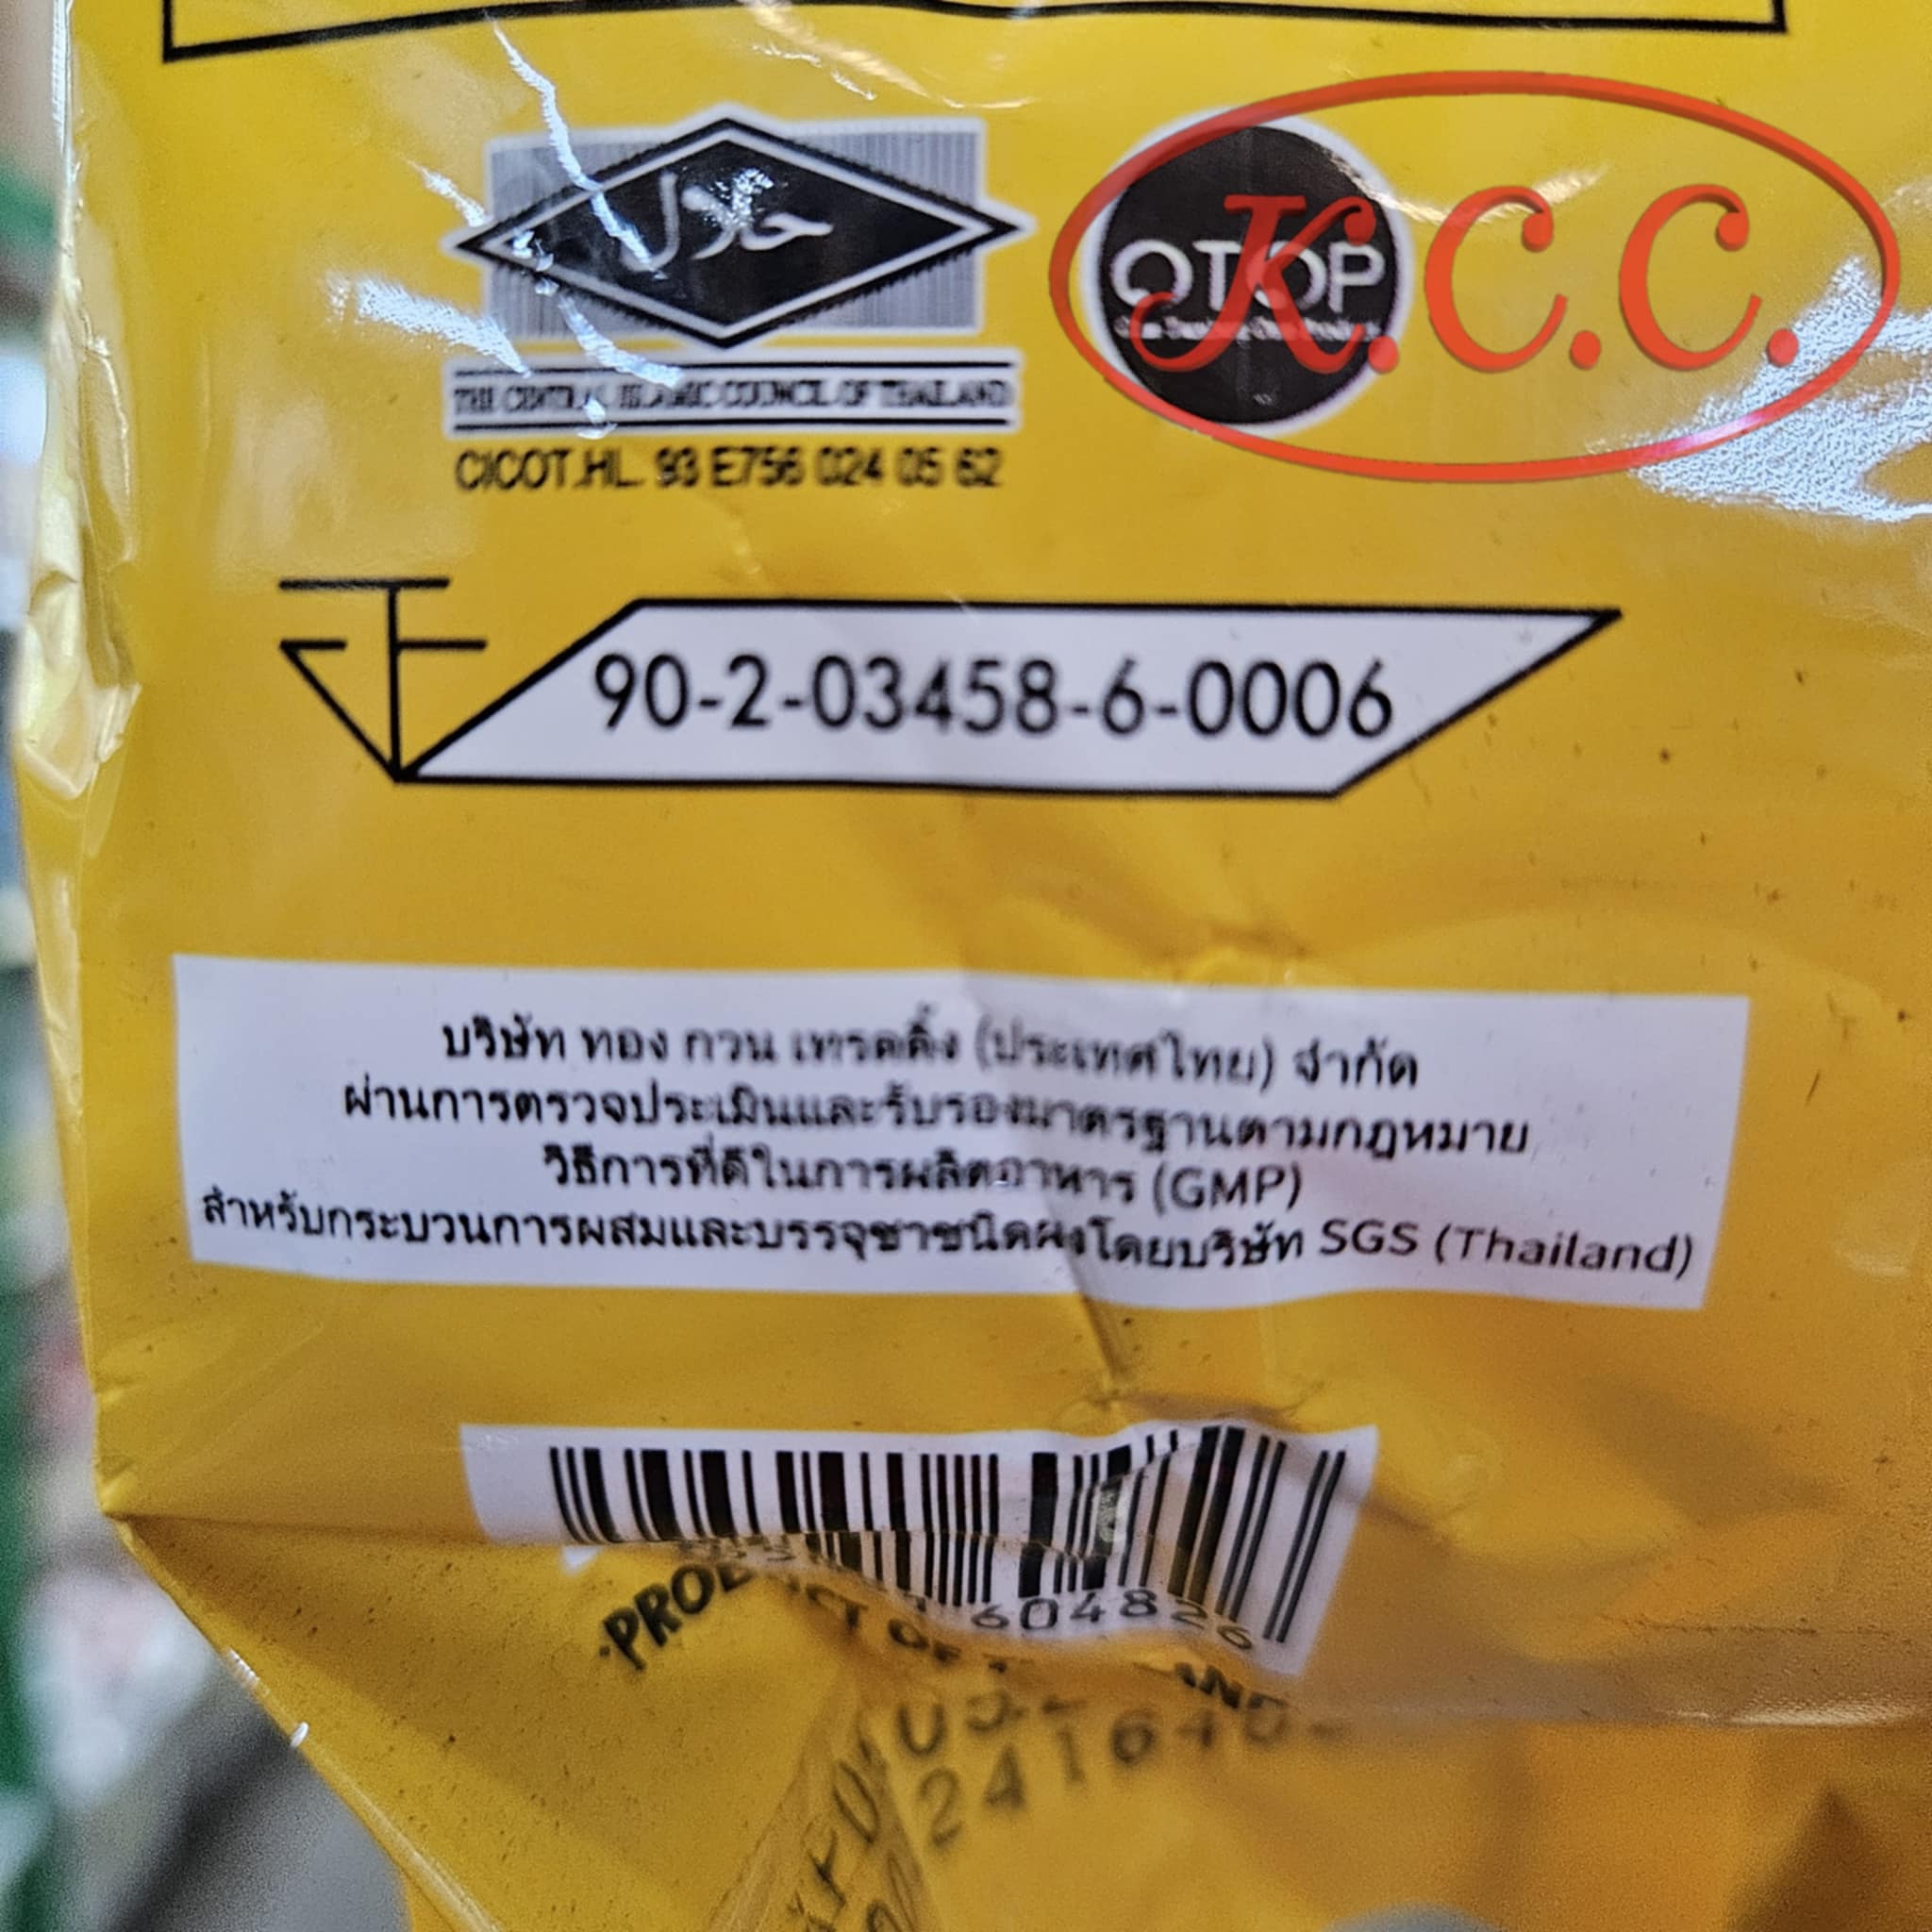 حلال
THE CENTRAL ISLAMIC COUNCIL OF THAILAND
CICOT.HL. 93 E756 024 05 62
OTOP
K.C.C.
90-2-03458-6-0006
บริษัท ทอง กวน เทรดดิ้ง (ประเทศไทย) จำกัด
ผ่านการตรวจประเมินและรับรองมาตรฐานตามกฎหมาย
วิธีการที่ดีในการผลิตอาหาร (GMP)
สำหรับกระบวนการผสมและบรรจุชาชนิดผงโดยบริษัท SGS (Thailand)
604826
OF